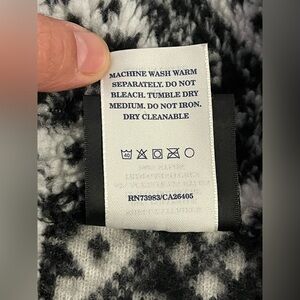 MACHINE WASH WARM
SEPARATELY. DO NOT
BLEACH. TUMBLE DRY
MEDIUM. DO NOT IRON.
DRY CLEANABLE
RN73983/CA26405